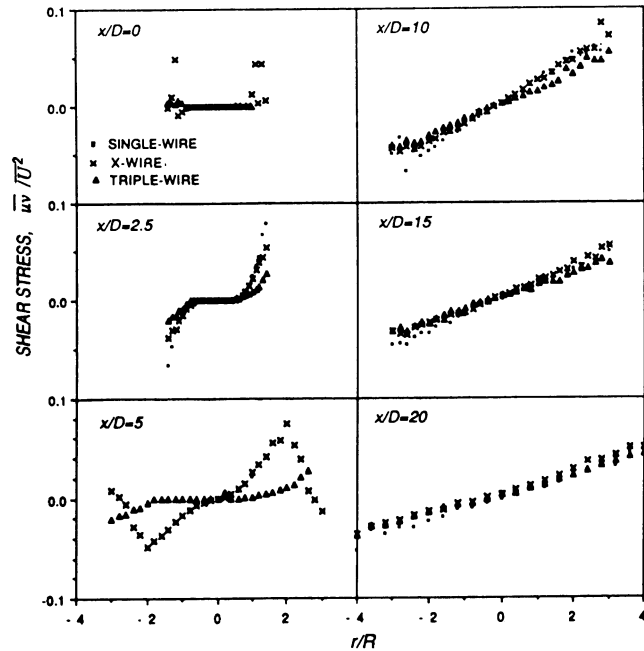 x/D=0
x/D=10
0.1
0.0
SINGLE-WIRE
X-WIRE
TRIPLE-WIRE
SHEAR STRESS, uv /U²
0.1
x/D=2.5
x/D=15
0.0
0.1
x/D=5
x/D=20
0.0
-0.1
-4 -2 0 2 -4 -2 0 2 4
r/R